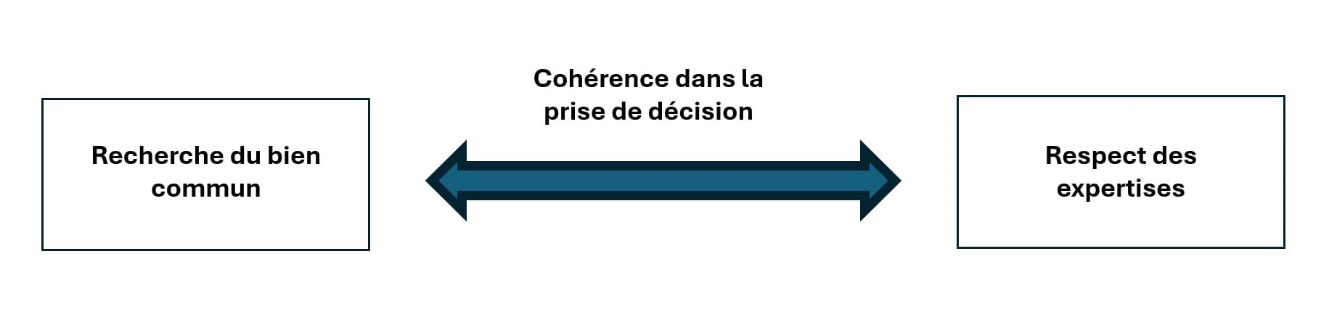 Cohérence dans la
prise de décision
Recherche du bien
commun
Respect des
expertises